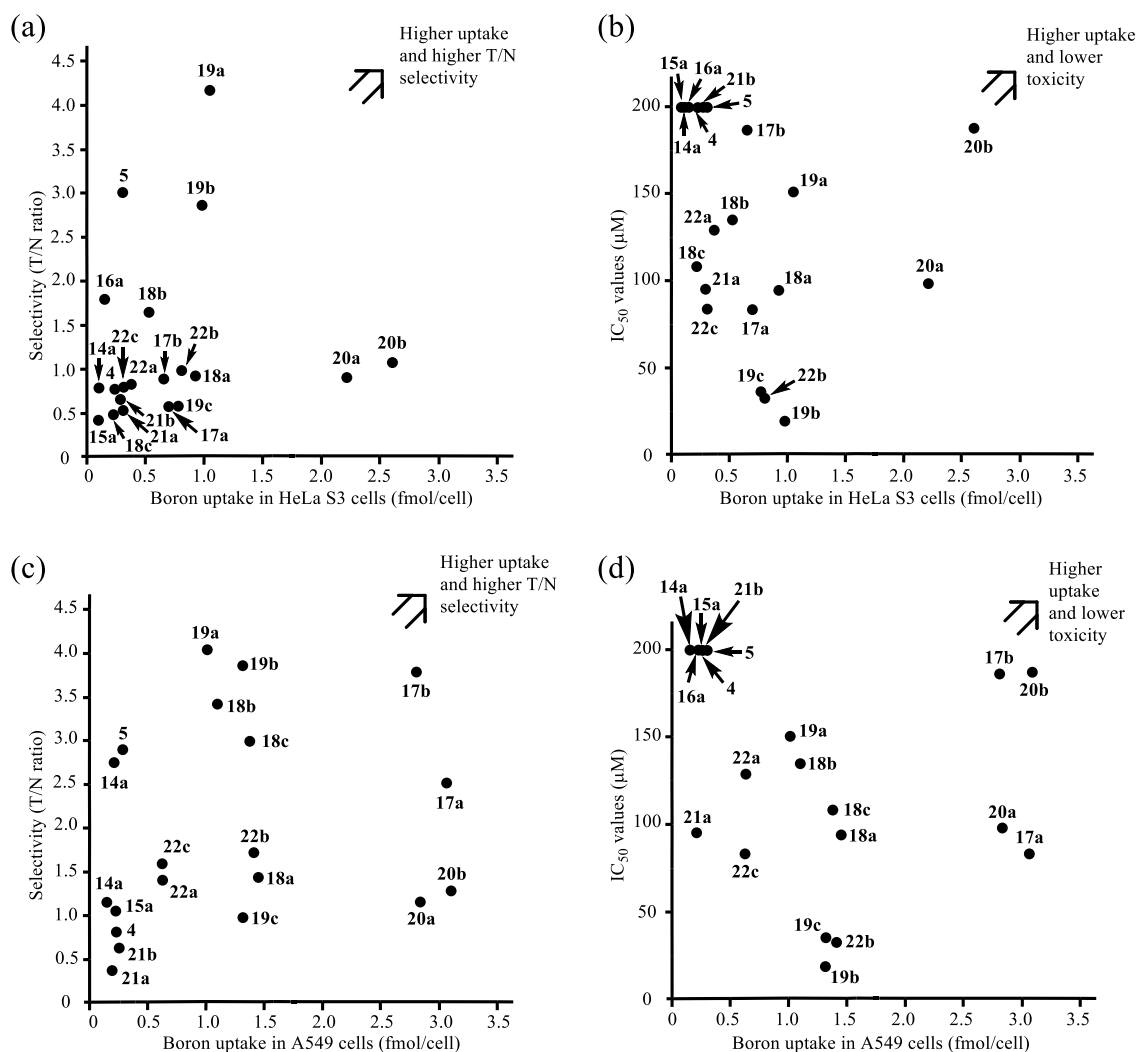 (a)
Higher uptake
and higher T/N
selectivity
4.5
4.0
3.5
3.0
2.5
2.0
1.5
1.0
0.5
0
Selectivity (T/N ratio)
19a
5
19b
16a
18b
22c
17b
22b
14a
4
22a
18a
20a
20b
19c
21b
15a
21a
17a
18c
0
0.5
1.0
1.5
2.0
2.5
3.0
3.5
Boron uptake in HeLa S3 cells (fmol/cell)
(b)
Higher uptake
and lower
toxicity
200
150
100
50
0
IC50 values (μM)
15a
16a
21b
5
14a
4
17b
20b
19a
22a
18b
18c
21a
18a
20a
22c
17a
19c
22b
19b
0
0.5
1.0
1.5
2.0
2.5
3.0
3.5
Boron uptake in HeLa S3 cells (fmol/cell)
(c)
Higher uptake
and higher T/N
selectivity
4.5
4.0
3.5
3.0
2.5
2.0
1.5
1.0
0.5
0
Selectivity (T/N ratio)
19a
19b
17b
18b
5
18c
14a
17a
22c
22b
22a
18a
14a
15a
20b
20a
4
19c
21b
21a
0
0.5
1.0
1.5
2.0
2.5
3.0
3.5
Boron uptake in A549 cells (fmol/cell)
(d)
Higher
uptake
and lower
toxicity
200
150
100
50
0
IC50 values (μM)
14a
15a
21b
5
16a
4
17b
20b
19a
22a
18b
21a
18c
18a
20a
17a
22c
19c
22b
19b
0
0.5
1.0
1.5
2.0
2.5
3.0
3.5
Boron uptake in A549 cells (fmol/cell)